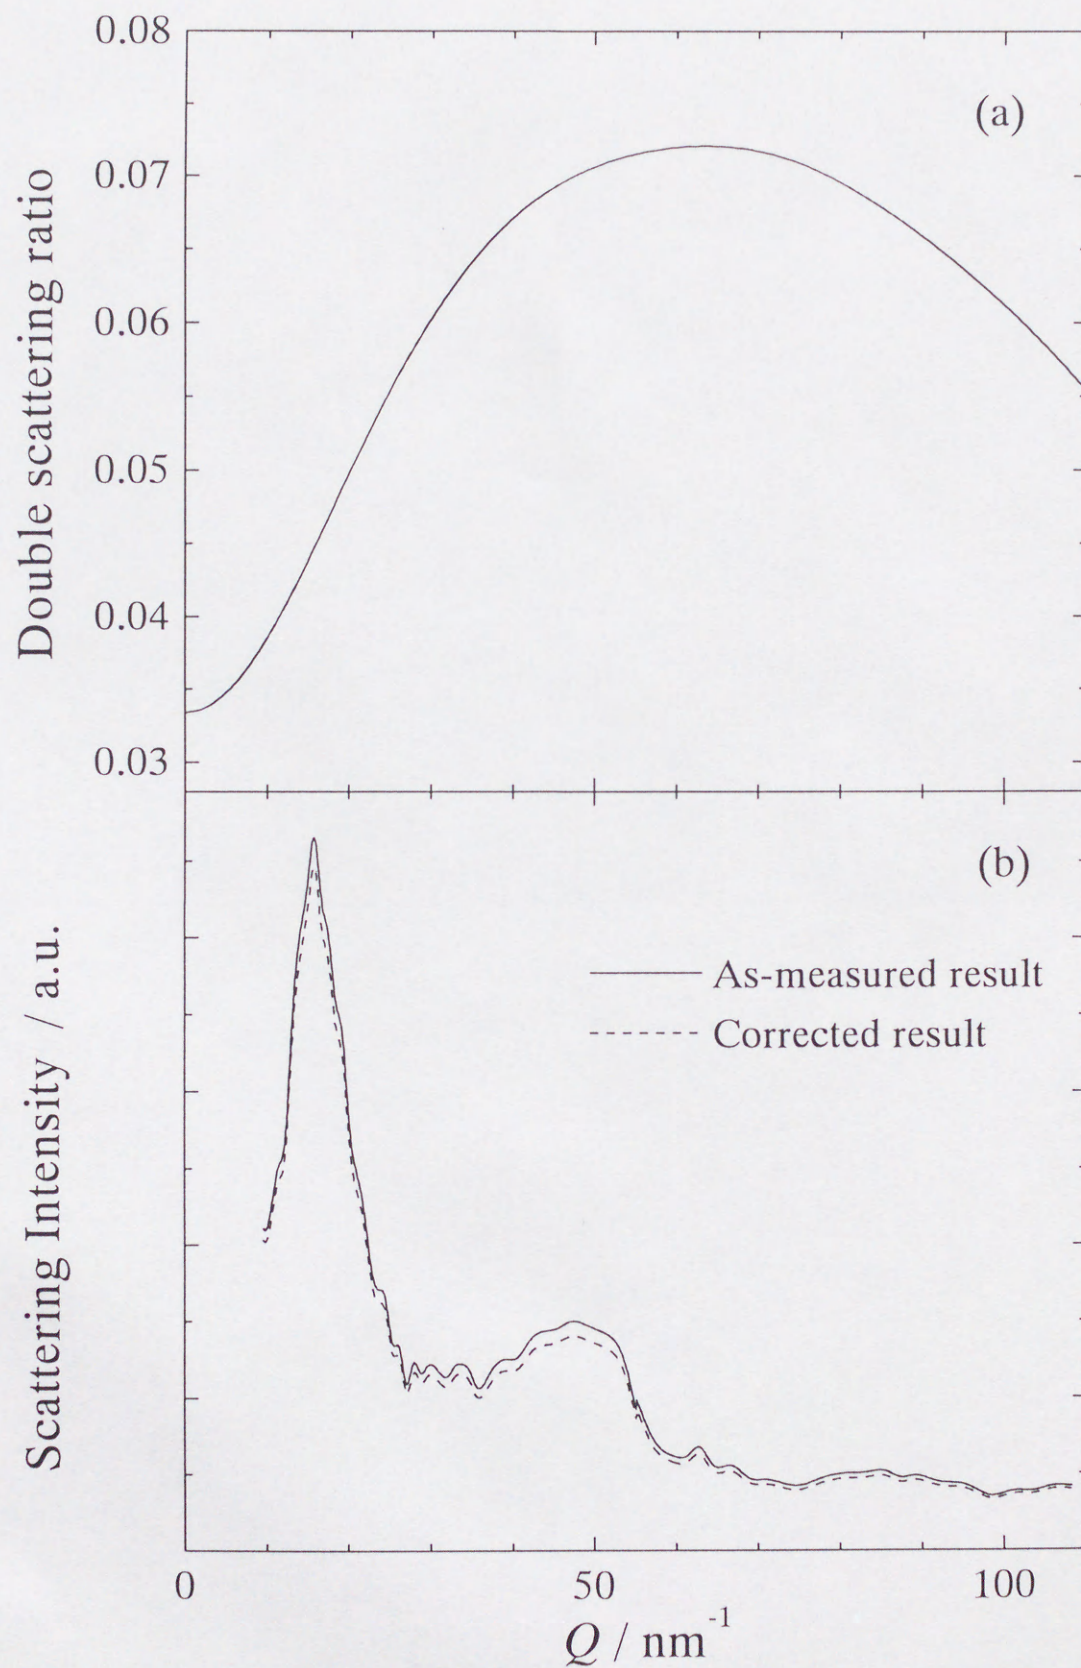 0.08
(a)
0.07
0.06
0.05
0.04
0.03
Double scattering ratio
(b)
As-measured result
Corrected result
Scattering Intensity / a.u.
0 50 100
Q / nm⁻¹